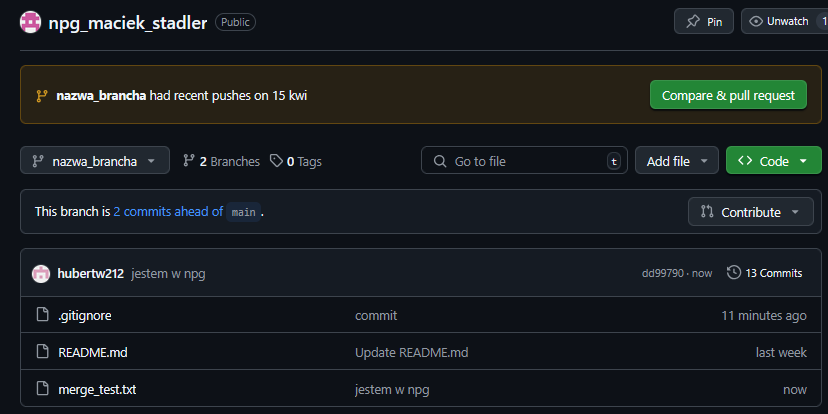 npg_maciek_stadler Public Pin Unwatch 1
nazwa_brancha had recent pushes on 15 kwi Compare & pull request
nazwa_brancha 2 Branches 0 Tags Go to file t Add file Code
This branch is 2 commits ahead of main . Contribute
hubertw212 jestem w npg dd99790 · now 13 Commits
.gitignore commit 11 minutes ago
README.md Update README.md last week
merge_test.txt jestem w npg now